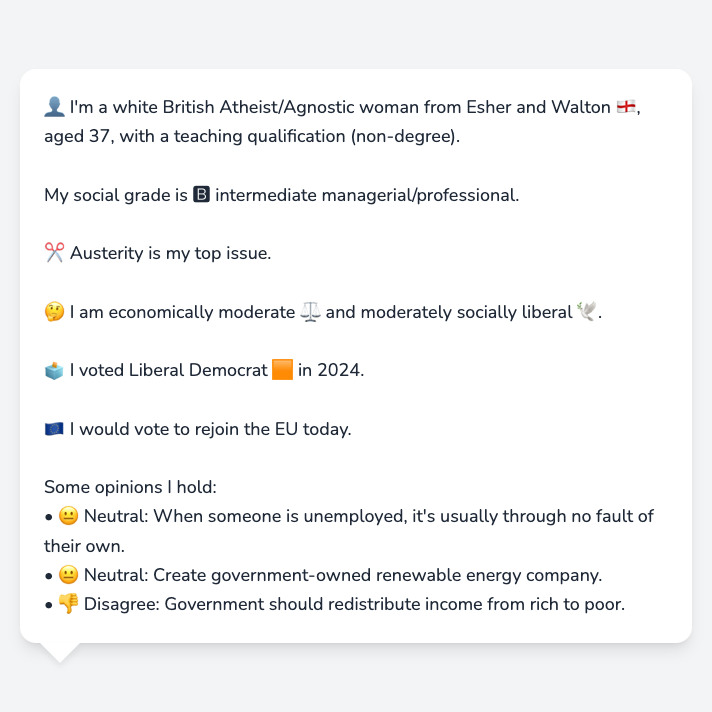 👤 I'm a white British Atheist/Agnostic woman from Esher and Walton 🏴󠁧󠁢󠁥󠁮󠁧󠁿,
aged 37, with a teaching qualification (non-degree).
My social grade is 🅱 intermediate managerial/professional.
✂️ Austerity is my top issue.
🤔 I am economically moderate ⚖️ and moderately socially liberal 🕊️.
🗳️ I voted Liberal Democrat 🟧 in 2024.
🇪🇺 I would vote to rejoin the EU today.
Some opinions I hold:
• 😐 Neutral: When someone is unemployed, it's usually through no fault of
their own.
• 😐 Neutral: Create government-owned renewable energy company.
• 👎 Disagree: Government should redistribute income from rich to poor.